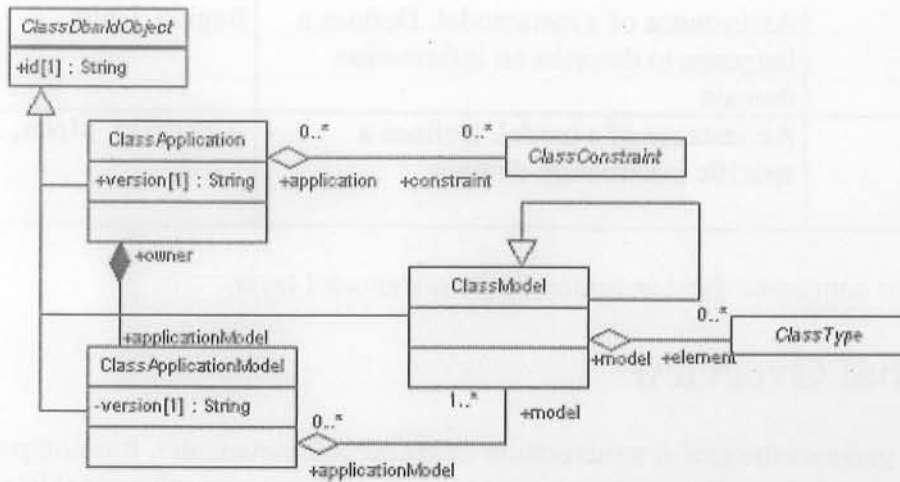 ClassDbaridObject
+id[1] : String
ClassApplication
+version[1] : String
0..*
0..*
+application
+constraint
ClassConstraint
+owner
+applicationModel
ClassApplicationModel
-version[1] : String
0..*
+applicationModel
ClassModel
+model
0..*
+element
ClassType
1..*
+model